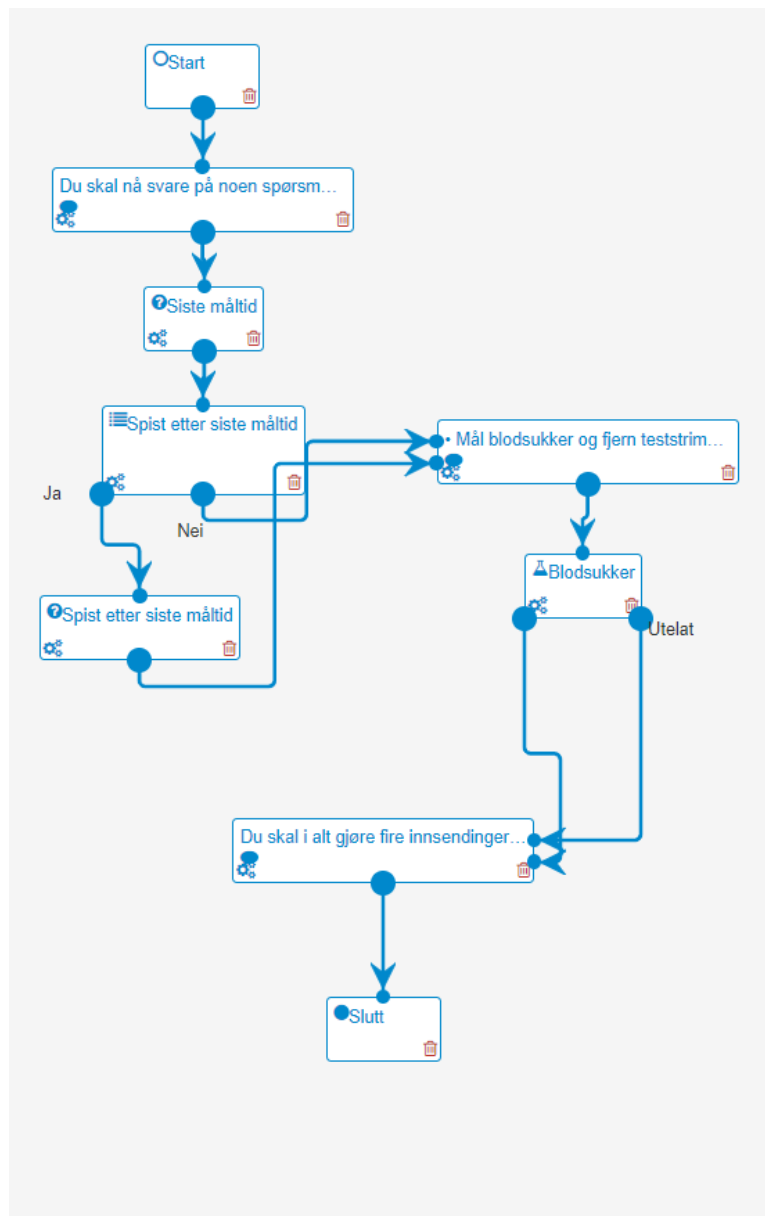 Start
Du skal nå svare på noen spørsm...
Siste måltid
Spist etter siste måltid
Ja
Nei
Spist etter siste måltid
• Mål blodsukker og fjern teststrim...
Blodsukker
Utelat
Du skal i alt gjøre fire innsendinger...
Slutt